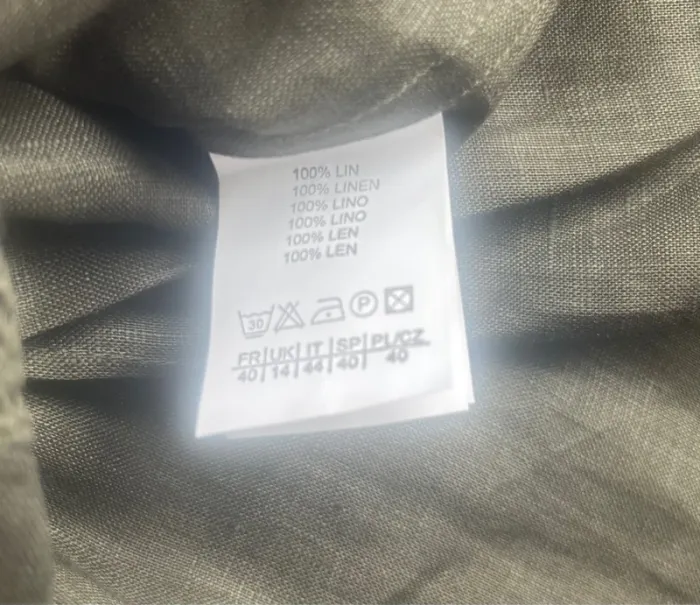 100% LIN
100% LINEN
100% LINO
100% LINO
100% LEN
100% LEN
30 P
FR|UK|IT|SP|PL/CZ
40|14|44|40| 40